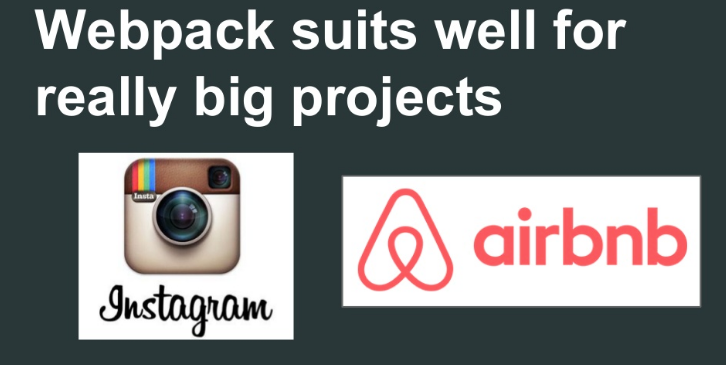 Webpack suits well for
really big projects
Insta
Instagram
airbnb